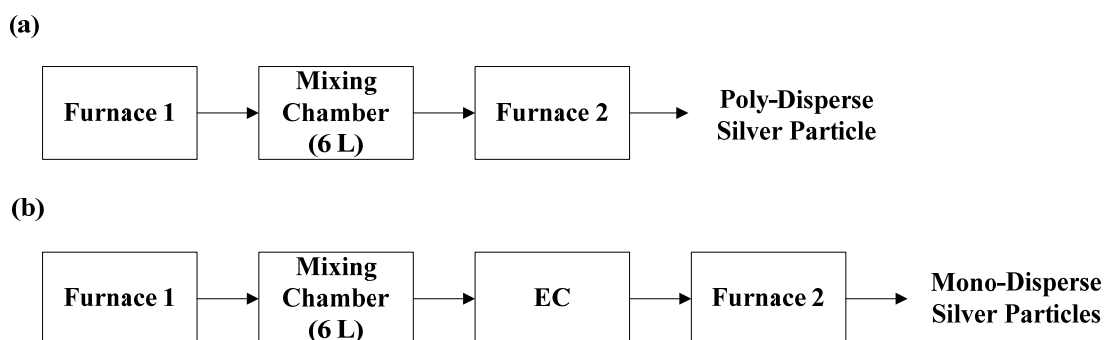 (a)
Furnace 1
Mixing
Chamber
(6 L)
Furnace 2
Poly-Disperse
Silver Particle
(b)
Furnace 1
Mixing
Chamber
(6 L)
EC
Furnace 2
Mono-Disperse
Silver Particles